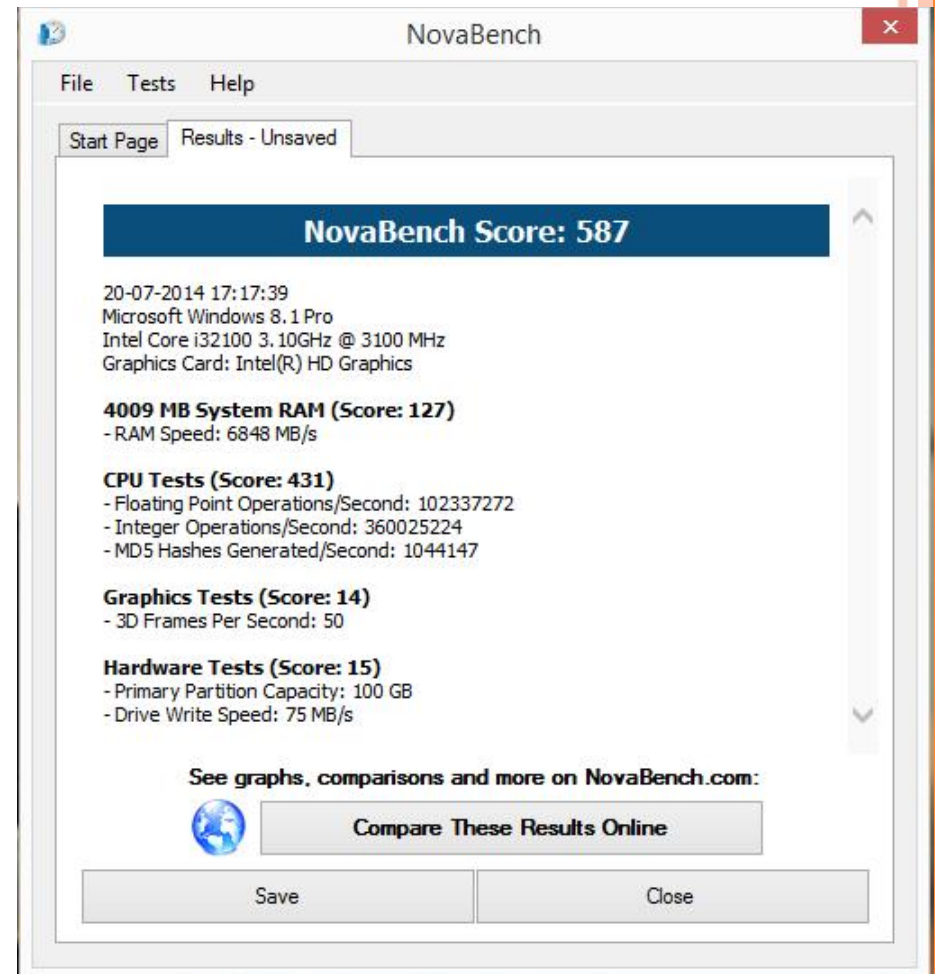 NovaBench
File Tests Help
Start Page Results - Unsaved
NovaBench Score: 587
20-07-2014 17:17:39
Microsoft Windows 8.1 Pro
Intel Core i32100 3.10GHz @ 3100 MHz
Graphics Card: Intel(R) HD Graphics
4009 MB System RAM (Score: 127)
- RAM Speed: 6848 MB/s
CPU Tests (Score: 431)
- Floating Point Operations/Second: 102337272
- Integer Operations/Second: 360025224
- MD5 Hashes Generated/Second: 1044147
Graphics Tests (Score: 14)
- 3D Frames Per Second: 50
Hardware Tests (Score: 15)
- Primary Partition Capacity: 100 GB
- Drive Write Speed: 75 MB/s
See graphs, comparisons and more on NovaBench.com:
Compare These Results Online
Save Close